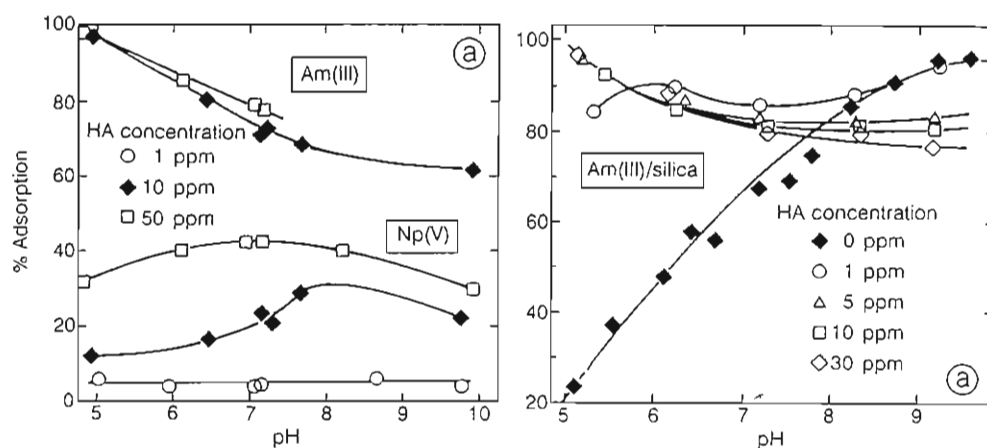 100
80
60
40
20
0
% Adsorption
5 6 7 8 9 10
pH
a
Am(III)
HA concentration
1 ppm
10 ppm
50 ppm
Np(V)
100
80
60
40
20
5 6 7 8 9
pH
Am(III)/silica
HA concentration
0 ppm
1 ppm
5 ppm
10 ppm
30 ppm
a